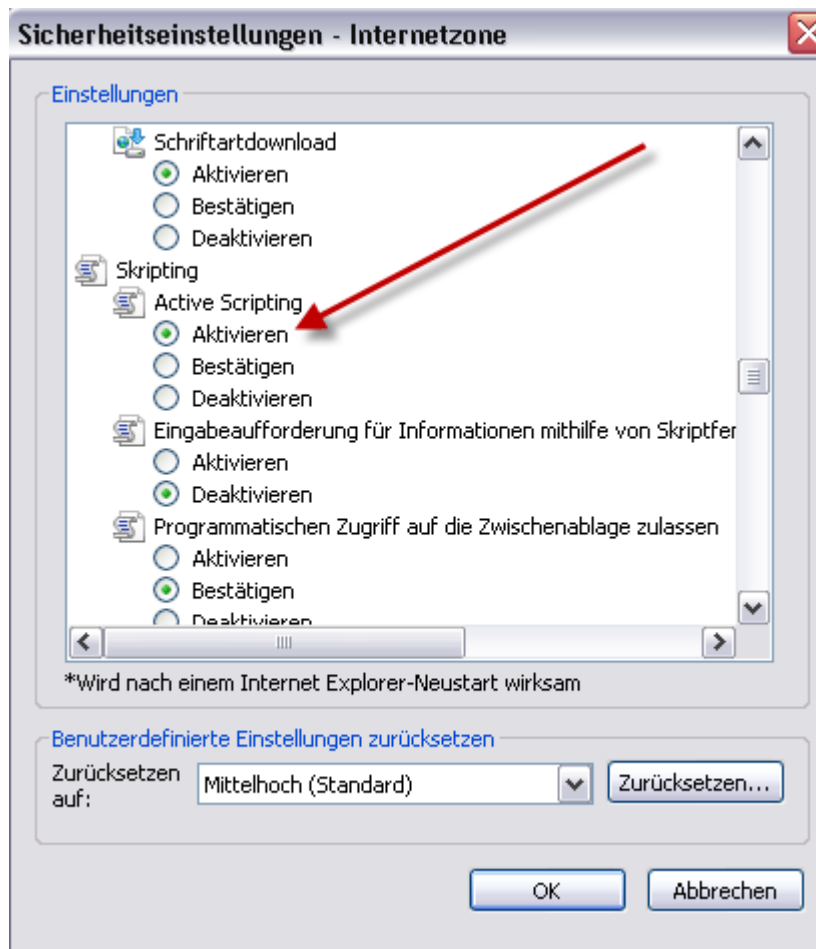 Sicherheitseinstellungen - Internetzone
Einstellungen
Schriftartdownload
Aktivieren
Bestätigen
Deaktivieren
Skripting
Active Scripting
Aktivieren
Bestätigen
Deaktivieren
Eingabeaufforderung für Informationen mithilfe von Skriptfer
Aktivieren
Deaktivieren
Programmatischen Zugriff auf die Zwischenablage zulassen
Aktivieren
Bestätigen
Deaktivieren
*Wird nach einem Internet Explorer-Neustart wirksam
Benutzerdefinierte Einstellungen zurücksetzen
Zurücksetzen auf:
Mittelhoch (Standard)
Zurücksetzen...
OK
Abbrechen